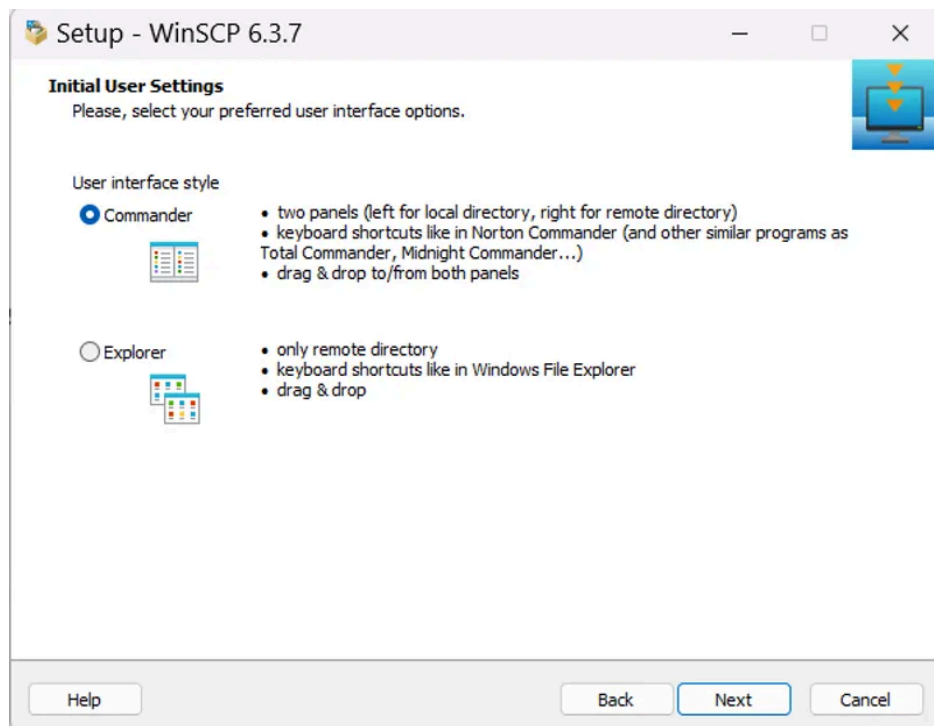 Setup - WinSCP 6.3.7
Initial User Settings
Please, select your preferred user interface options.
User interface style
Commander
• two panels (left for local directory, right for remote directory)
• keyboard shortcuts like in Norton Commander (and other similar programs as
Total Commander, Midnight Commander...)
• drag & drop to/from both panels
Explorer
• only remote directory
• keyboard shortcuts like in Windows File Explorer
• drag & drop
Help
Back
Next
Cancel